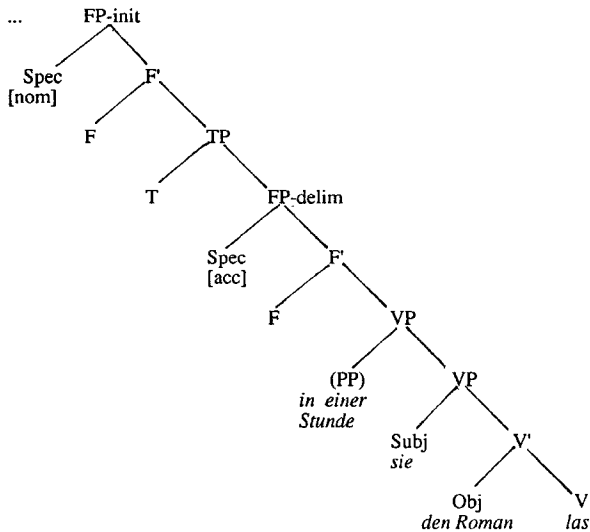 ... FP-init
Spec F'
[nom]
F TP
T FP-delim
Spec F'
[acc]
F VP
(PP) VP
in einer
Stunde
Subj V'
sie
Obj V
den Roman las